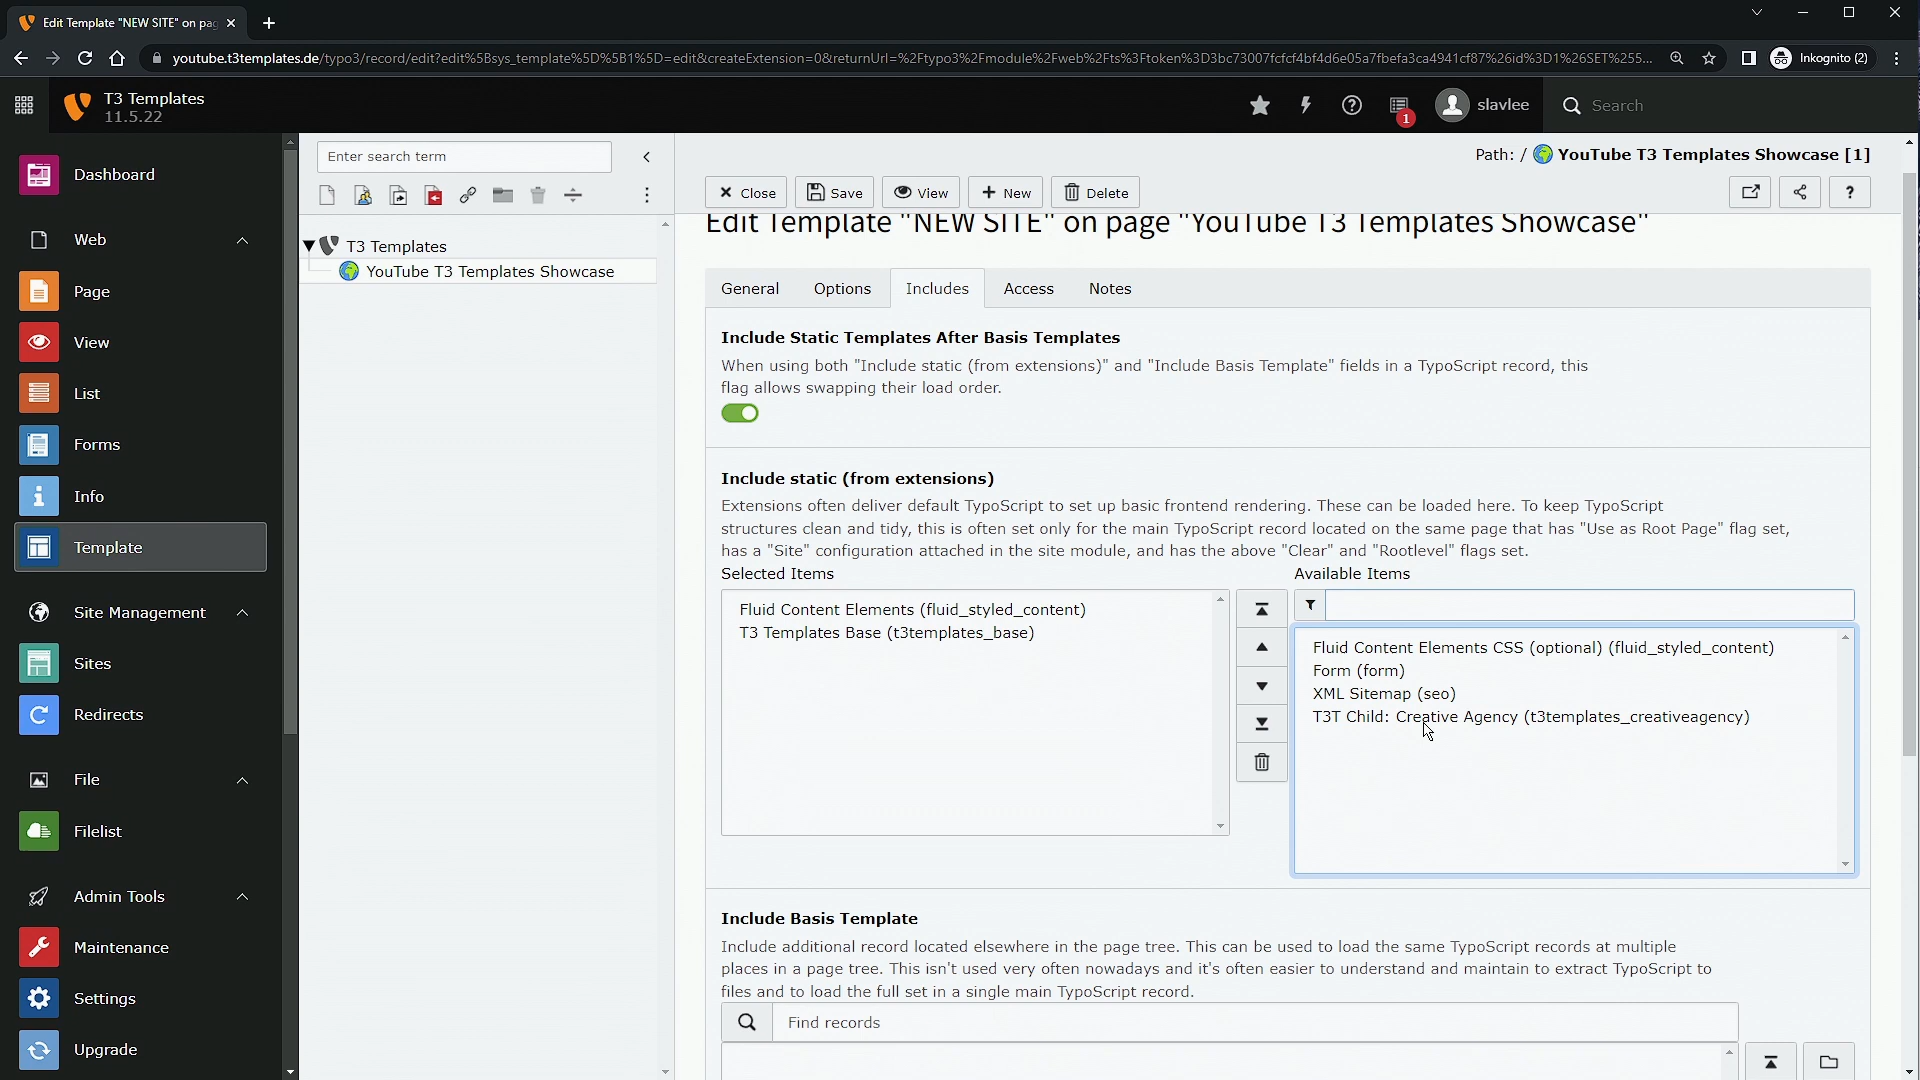 Edit Template "NEW SITE" on pag
youtube.t3templates.de/typo3/record/edit?edit%5Bsys_template%5D%5B1%5D=edit&createExtension=0&returnUrl=%2Ftypo3%2Fmodule%2Fweb%2Fts%3Ftoken%3D3bc73007fcfcf4bf4d6e05a7fbefa3ca4941cf87%26id%3D1%26SET%255...
Inkognito (2)
T3 Templates
11.5.22
1
slavlee
Search
Dashboard
Web
Page
View
List
Forms
Info
Template
Site Management
Sites
Redirects
File
Filelist
Admin Tools
Maintenance
Settings
Upgrade
Enter search term
T3 Templates
YouTube T3 Templates Showcase
Path: / YouTube T3 Templates Showcase [1]
Close
Save
View
New
Delete
?
Edit Template "NEW SITE" on page "YouTube T3 Templates Showcase"
General
Options
Includes
Access
Notes
Include Static Templates After Basis Templates
When using both "Include static (from extensions)" and "Include Basis Template" fields in a TypoScript record, this
flag allows swapping their load order.
Include static (from extensions)
Extensions often deliver default TypoScript to set up basic frontend rendering. These can be loaded here. To keep TypoScript
structures clean and tidy, this is often set only for the main TypoScript record located on the same page that has "Use as Root Page" flag set,
has a "Site" configuration attached in the site module, and has the above "Clear" and "Rootlevel" flags set.
Selected Items
Available Items
Fluid Content Elements (fluid_styled_content)
T3 Templates Base (t3templates_base)
Fluid Content Elements CSS (optional) (fluid_styled_content)
Form (form)
XML Sitemap (seo)
T3T Child: Creative Agency (t3templates_creativeagency)
Include Basis Template
Include additional record located elsewhere in the page tree. This can be used to load the same TypoScript records at multiple
places in a page tree. This isn't used very often nowadays and it's often easier to understand and maintain to extract TypoScript to
files and to load the full set in a single main TypoScript record.
Find records